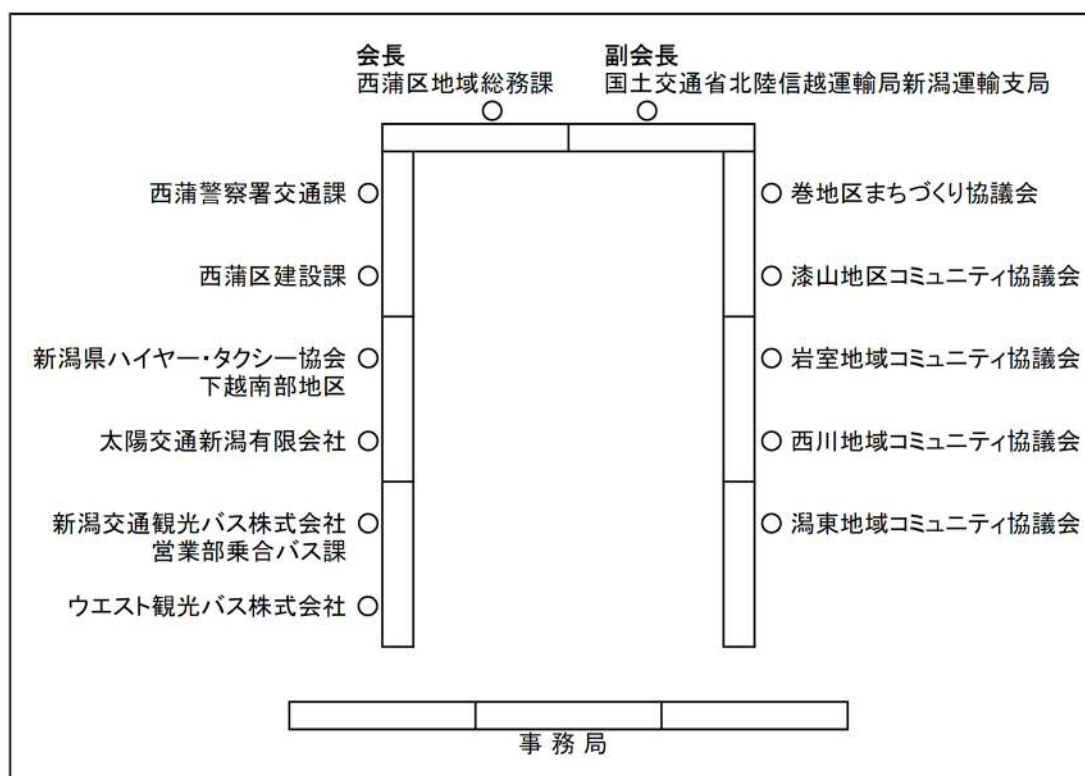 会長
西蒲区地域総務課
副会長
国土交通省北陸信越運輸局新潟運輸支局
西蒲警察署交通課
西蒲区建設課
新潟県ハイヤー・タクシー協会
下越南部地区
太陽交通新潟有限会社
新潟交通観光バス株式会社
営業部乗合バス課
ウエスト観光バス株式会社
巻地区まちづくり協議会
漆山地区コミュニティ協議会
岩室地域コミュニティ協議会
西川地域コミュニティ協議会
潟東地域コミュニティ協議会
事務局